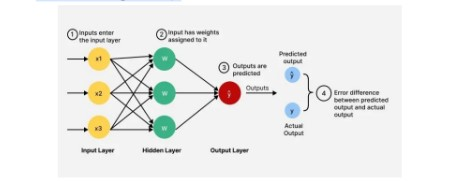 1 Inputs enter
the input layer
2 Input has weights
assigned to it
3 Outputs are
predicted
Predicted
output
ŷ
x1
x2
x3
W
W
W
ŷ
Outputs
y
Actual
Output
4 Error difference
between predicted
output and actual
output
Input Layer
Hidden Layer
Output Layer